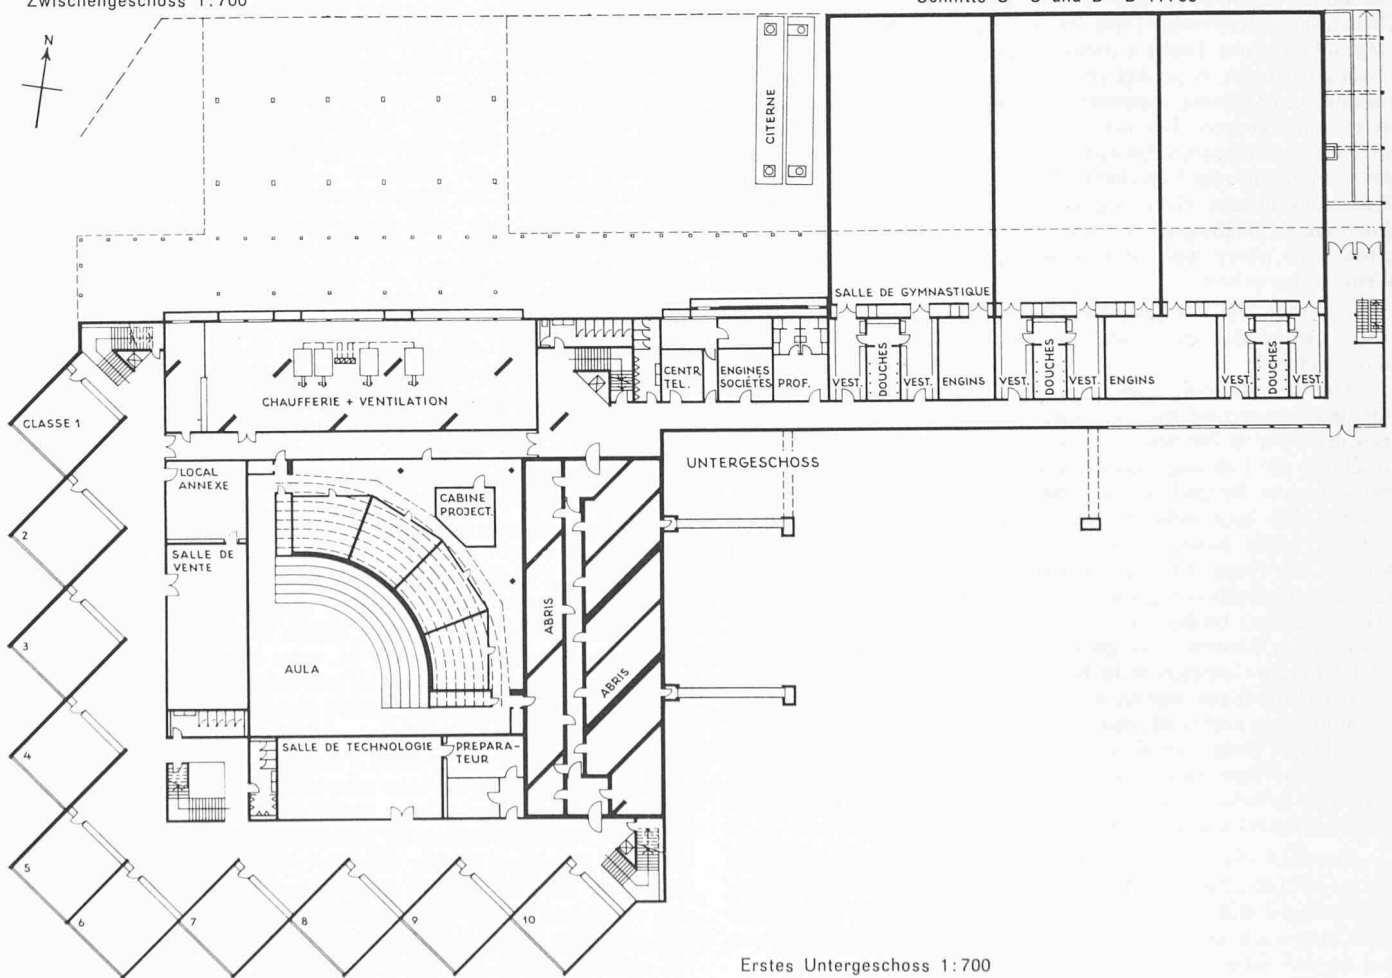 Zwischengeschoss 1:700
N
CITERNE
SALLE DE GYMNASTIQUE
CENTR.
TEL.
ENGINES
SOCIÉTÉS
PROF.
VEST.
DOUCHES
VEST.
ENGINS
VEST.
DOUCHES
VEST.
ENGINS
VEST.
DOUCHES
VEST.
CHAUFFERIE + VENTILATION
CLASSE 1
UNTERGESCHOSS
LOCAL
ANNEXE
CABINE
PROJECT.
2
SALLE DE
VENTE
ABRIS
3
AULA
ABRIS
4
SALLE DE TECHNOLOGIE
PREPARA-
TEUR
5
6
7
8
9
10
Erstes Untergeschoss 1:700